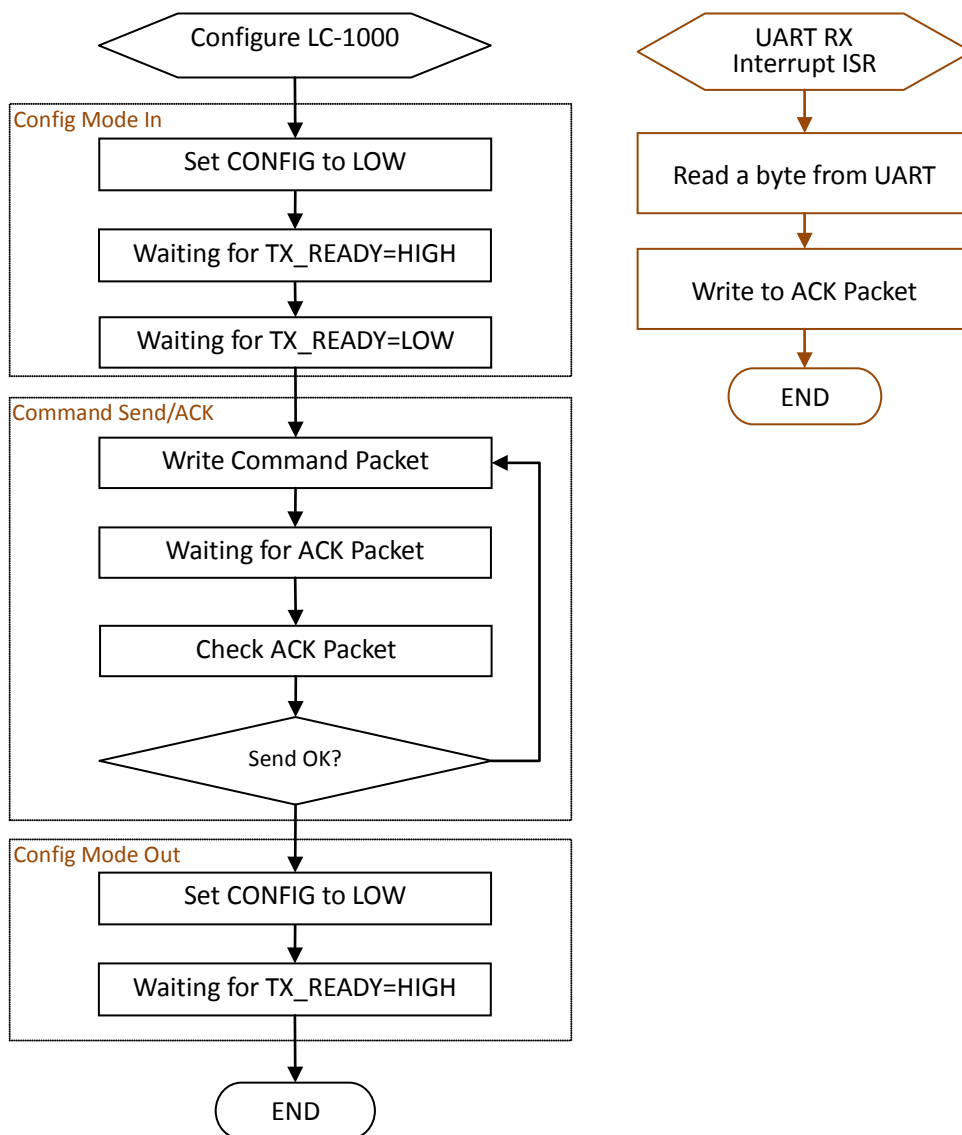 Configure LC-1000
Config Mode In
Set CONFIG to LOW
Waiting for TX_READY=HIGH
Waiting for TX_READY=LOW
Command Send/ACK
Write Command Packet
Waiting for ACK Packet
Check ACK Packet
Send OK?
Config Mode Out
Set CONFIG to LOW
Waiting for TX_READY=HIGH
END
UART RX
Interrupt ISR
Read a byte from UART
Write to ACK Packet
END